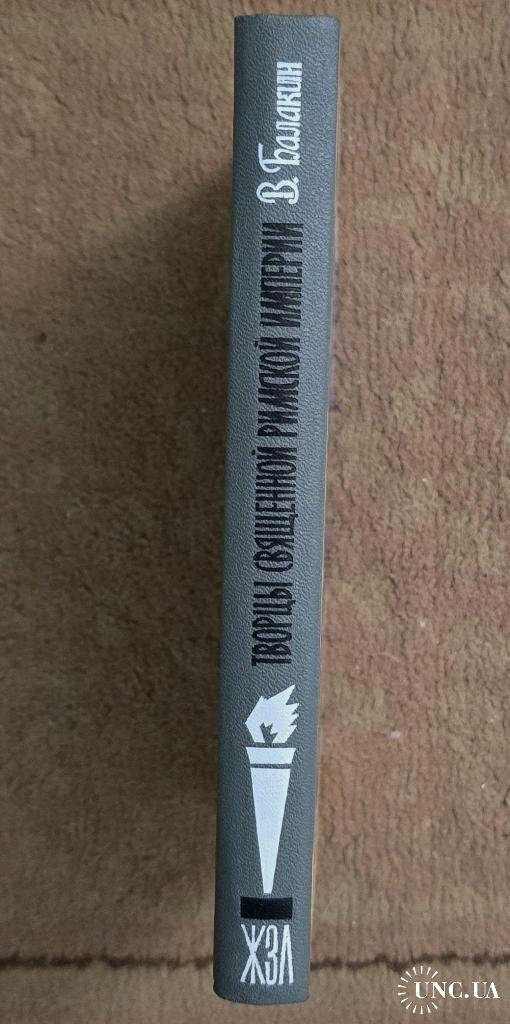 В. Балакин
ТВОРЦЫ СВЯЩЕННОЙ РИМСКОЙ ИМПЕРИИ
ЖЗЛ
UNC.UA